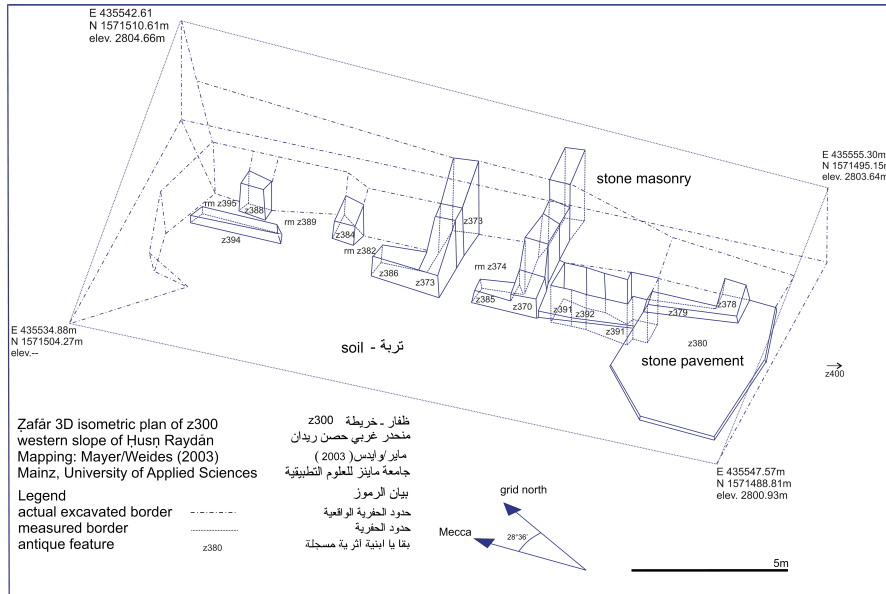 E 435542.61
N 1571510.61m
elev. 2804.66m
E 435555.30m
N 1571495.15m
elev. 2803.64m
stone masonry
rm z395
z388
rm z389
z394
z384
rm z382
z386
z373
z373
rm z374
z385
z370
z391
z392
z391
z379
z378
z380
stone pavement
z400
E 435534.88m
N 1571504.27m
elev.--
soil - تربة
E 435547.57m
N 1571488.81m
elev. 2800.93m
Ẓafār 3D isometric plan of z300
western slope of Ḥuṣn Raydān
Mapping: Mayer/Weides (2003)
Mainz, University of Applied Sciences
ظفار - خريطة z300
منحدر غربي حصن ريدان
ماير/وايدس (2003)
جامعة ماينز للعلوم التطبيقية
Legend
بيان الرموز
actual excavated border
حدود الحفرية الواقعية
measured border
حدود الحفرية
antique feature
z380
بقا يا ابنية أثرية مسجلة
grid north
Mecca
28°36'
5m